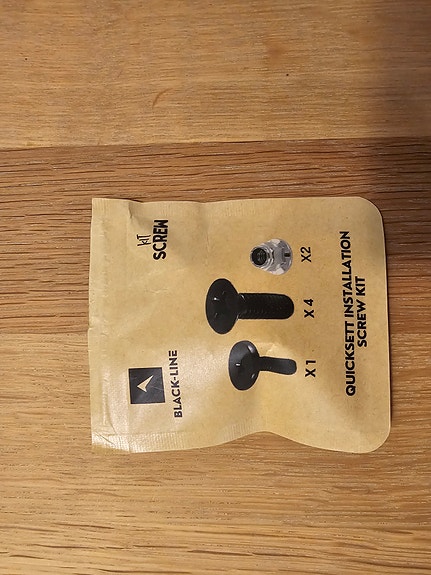 BLACK-LINE
kit
SCREW
X 1
X 4
X2
QUICKSETT INSTALLATION
SCREW KIT